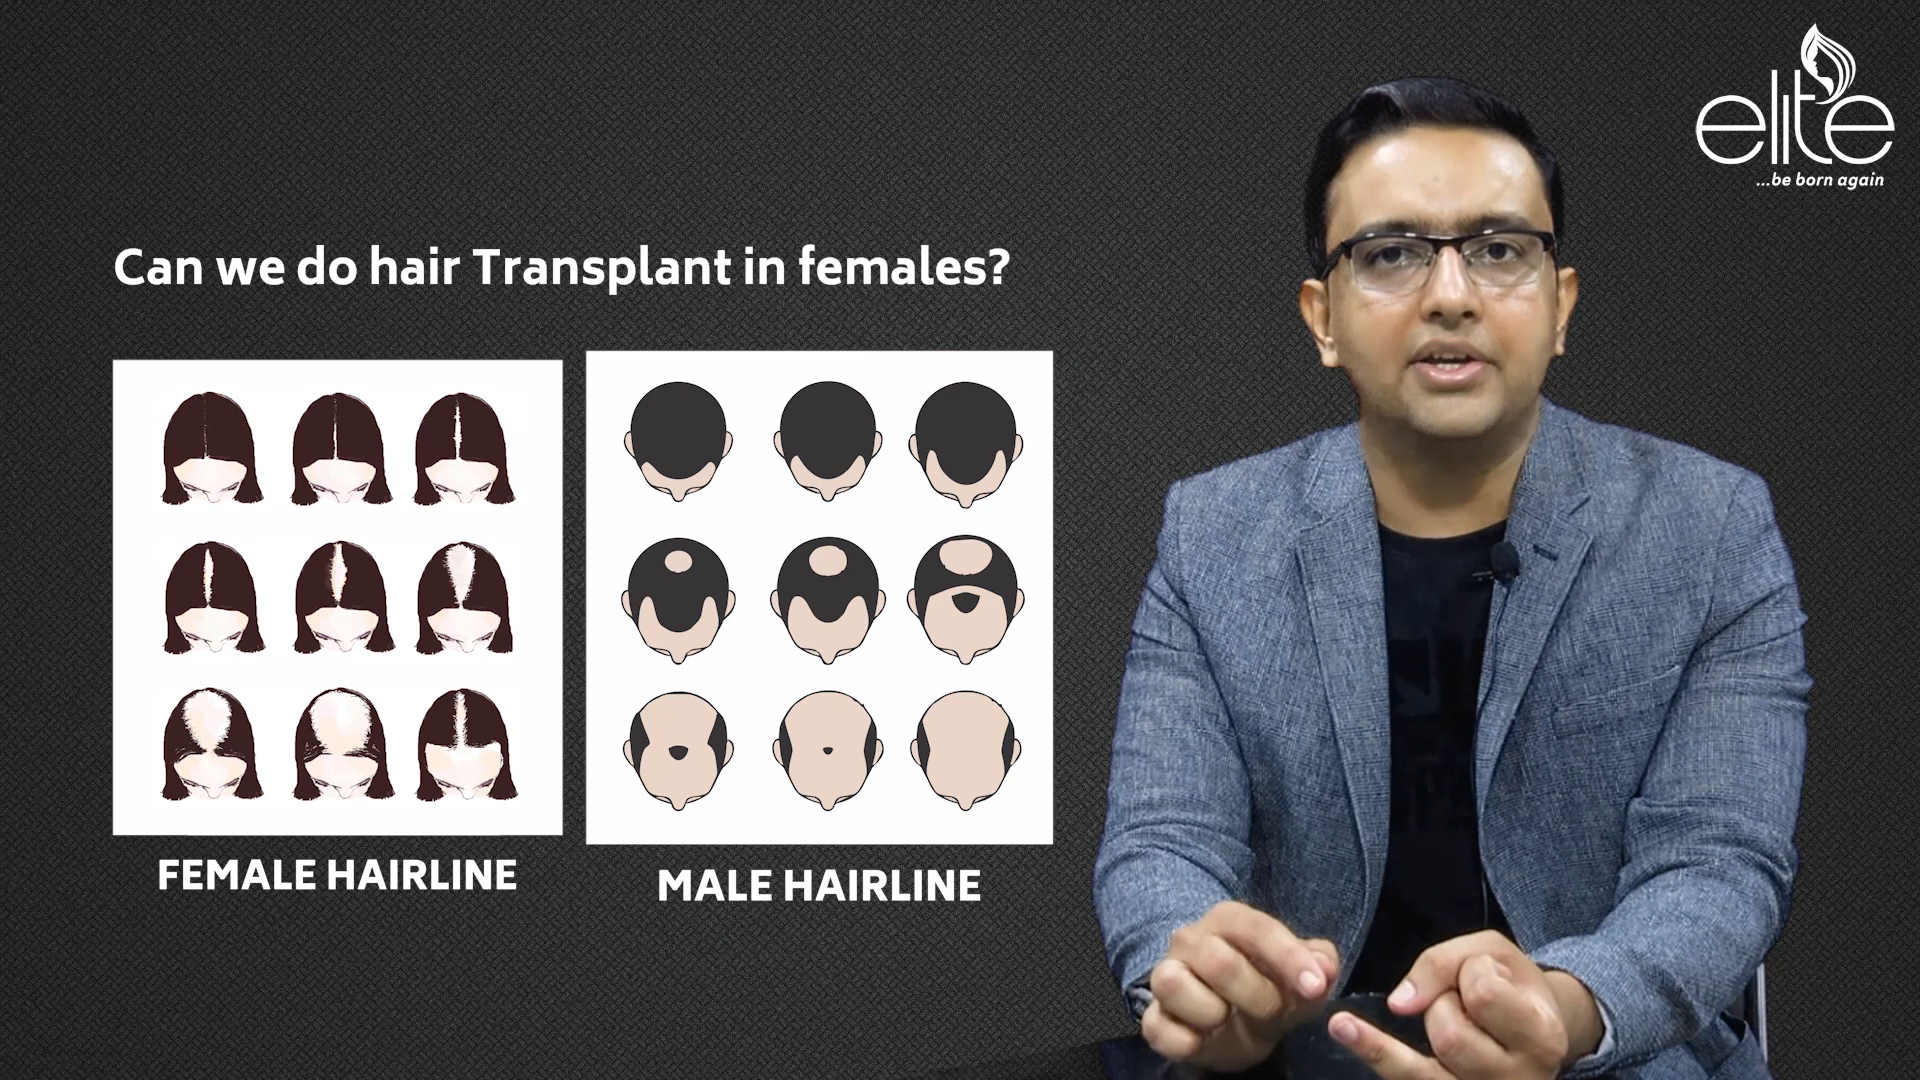 elite
...be born again
Can we do hair Transplant in females?
FEMALE HAIRLINE
MALE HAIRLINE